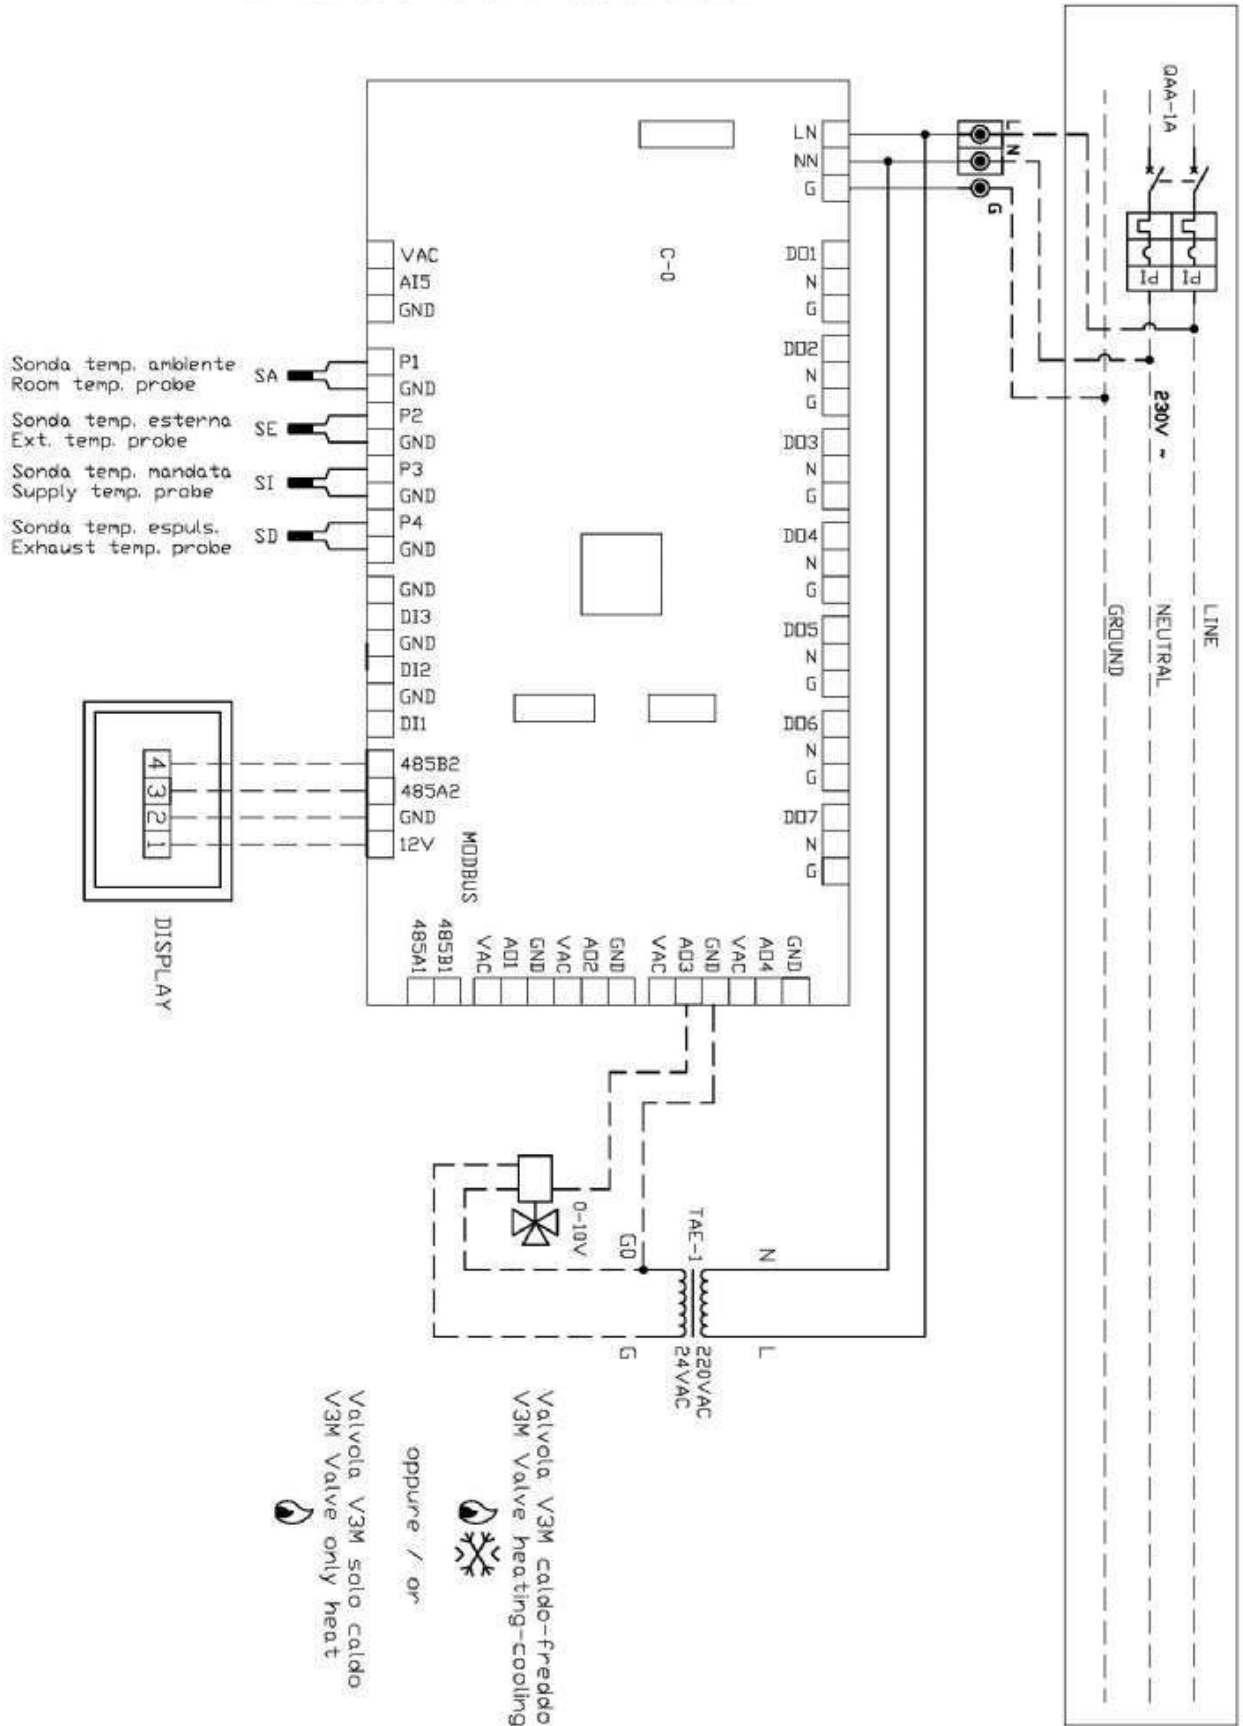 QAA-1A
Id
Id
230V ~
LINE
NEUTRAL
GROUND
L
N
G
LN
NN
G
C-0
VAC
AI5
GND
P1
GND
P2
GND
P3
GND
P4
GND
GND
DI3
GND
DI2
GND
DI1
485B2
485A2
GND
12V
MODBUS
DO1
N
G
DO2
N
G
DO3
N
G
DO4
N
G
DO5
N
G
DO6
N
G
DO7
N
G
485A1
485B1
VAC
AO1
GND
VAC
AO2
GND
VAC
AO3
GND
VAC
AO4
GND
Sonda temp. ambiente
Room temp. probe
SA
Sonda temp. esterna
Ext. temp. probe
SE
Sonda temp. mandata
Supply temp. probe
SI
Sonda temp. espuls.
Exhaust temp. probe
SD
4
3
2
1
DISPLAY
0-10V
G0
TAE-1
N
L
G
220VAC
24VAC
Valvola V3M caldo-freddo
V3M Valve heating-cooling
oppure / or
Valvola V3M solo caldo
V3M Valve only heat